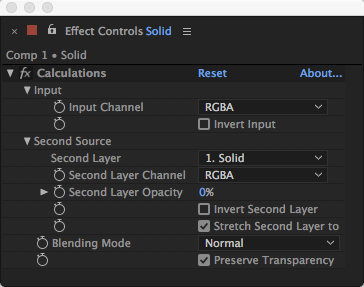 Effect Controls Solid
Comp 1 • Solid
fx Calculations Reset About...
Input
Input Channel RGBA
Invert Input
Second Source
Second Layer 1. Solid
Second Layer Channel RGBA
Second Layer Opacity 0%
Invert Second Layer
Stretch Second Layer to
Blending Mode Normal
Preserve Transparency